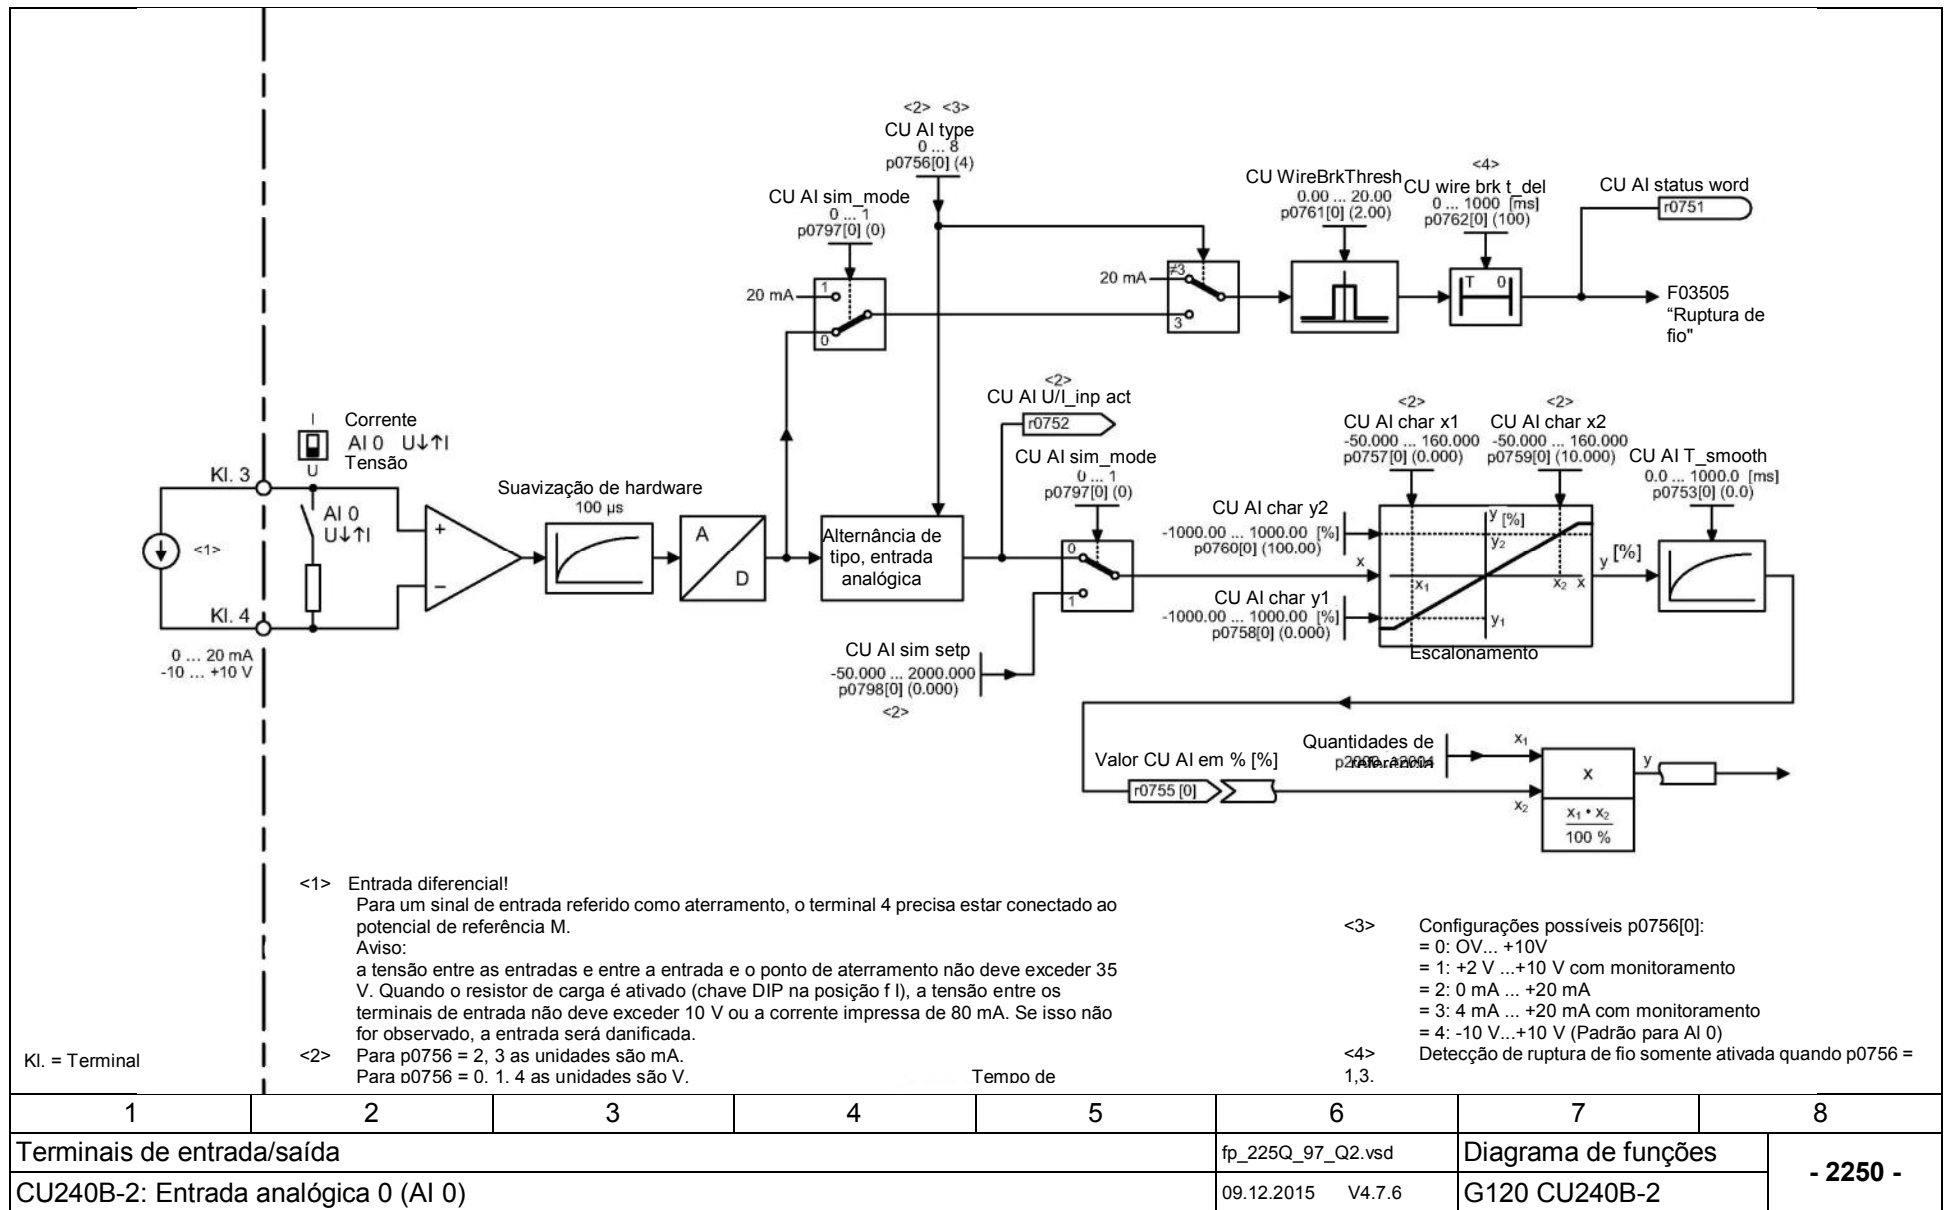 <2> <3>
CU AI type
0 ... 8
p0756[0] (4)
CU AI sim_mode
0 ... 1
p0797[0] (0)
20 mA
1
0
<4>
CU WireBrkThresh
0.00 ... 20.00
p0761[0] (2.00)
CU wire brk t_del
0 ... 1000 [ms]
p0762[0] (100)
CU AI status word
r0751
20 mA
≠3
3
T 0
F03505
“Ruptura de
fio"
I
U
Corrente
AI 0 U↓↑I
Tensão
Kl. 3
AI 0
U↓↑I
<1>
Kl. 4
0 ... 20 mA
-10 ... +10 V
+
−
Suavização de hardware
100 µs
A
D
Alternância de
tipo, entrada
analógica
<2>
CU AI U/I_inp act
r0752
CU AI sim_mode
0 ... 1
p0797[0] (0)
0
1
CU AI sim setp
-50.000 ... 2000.000
p0798[0] (0.000)
<2>
<2>
CU AI char x1
-50.000 ... 160.000
p0757[0] (0.000)
<2>
CU AI char x2
-50.000 ... 160.000
p0759[0] (10.000)
CU AI T_smooth
0.0 ... 1000.0 [ms]
p0753[0] (0.0)
CU AI char y2
-1000.00 ... 1000.00 [%]
p0760[0] (100.00)
x
CU AI char y1
-1000.00 ... 1000.00 [%]
p0758[0] (0.000)
y [%]
y₂
x₁
x₂ x
y₁
y [%]
Escalonamento
Valor CU AI em % [%]
r0755 [0]
Quantidades de
referência
x₁
x₂
x
y
x₁ • x₂
100 %
<1> Entrada diferencial!
Para um sinal de entrada referido como aterramento, o terminal 4 precisa estar conectado ao
potencial de referência M.
Aviso:
a tensão entre as entradas e entre a entrada e o ponto de aterramento não deve exceder 35
V. Quando o resistor de carga é ativado (chave DIP na posição f I), a tensão entre os
terminais de entrada não deve exceder 10 V ou a corrente impressa de 80 mA. Se isso não
for observado, a entrada será danificada.
<2> Para p0756 = 2, 3 as unidades são mA.
Para p0756 = 0, 1, 4 as unidades são V.
Tempo de
<3> Configurações possíveis p0756[0]:
= 0: OV... +10V
= 1: +2 V ...+10 V com monitoramento
= 2: 0 mA ... +20 mA
= 3: 4 mA ... +20 mA com monitoramento
= 4: -10 V...+10 V (Padrão para AI 0)
<4> Detecção de ruptura de fio somente ativada quando p0756 =
1,3.
Kl. = Terminal
1 2 3 4 5 6 7 8
Terminais de entrada/saída
fp_225Q_97_Q2.vsd
Diagrama de funções
- 2250 -
CU240B-2: Entrada analógica 0 (AI 0)
09.12.2015 V4.7.6
G120 CU240B-2